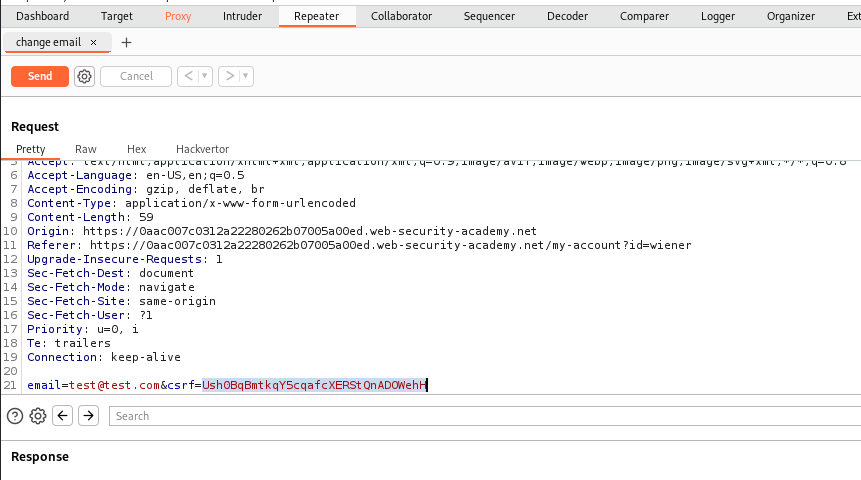 Dashboard Target Proxy Intruder Repeater Collaborator Sequencer Decoder Comparer Logger Organizer Ext
change email × +
Send Cancel < >
Request
Pretty Raw Hex Hackvertor
5 Accept: text/html,application/xhtml+xml,application/xml;q=0.9,image/avif,image/webp,image/png,image/svg+xml,*/*;q=0.8
6 Accept-Language: en-US,en;q=0.5
7 Accept-Encoding: gzip, deflate, br
8 Content-Type: application/x-www-form-urlencoded
9 Content-Length: 59
10 Origin: https://0aac007c0312a22280262b07005a00ed.web-security-academy.net
11 Referer: https://0aac007c0312a22280262b07005a00ed.web-security-academy.net/my-account?id=wiener
12 Upgrade-Insecure-Requests: 1
13 Sec-Fetch-Dest: document
14 Sec-Fetch-Mode: navigate
15 Sec-Fetch-Site: same-origin
16 Sec-Fetch-User: ?1
17 Priority: u=0, i
18 Te: trailers
19 Connection: keep-alive
20
21 email=test@test.com&csrf=Ush0BqBmtkqY5cqafcXERStQnADOWehH
Search
Response